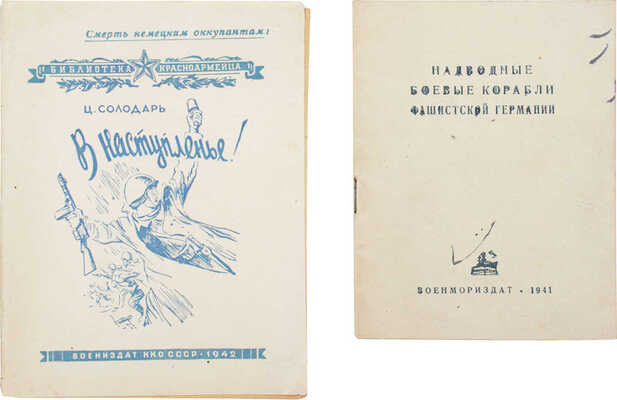 Смерть немецким оккупантам!
БИБЛИОТЕКА КРАСНОАРМЕЙЦА
Ц. СОЛОДАРЬ
В наступленье!
ВОЕНИЗДАТ НКО СССР - 1942
НАДВОДНЫЕ
БОЕВЫЕ КОРАБЛИ
ФАШИСТСКОЙ ГЕРМАНИИ
ВОЕНМОРИЗДАТ • 1941